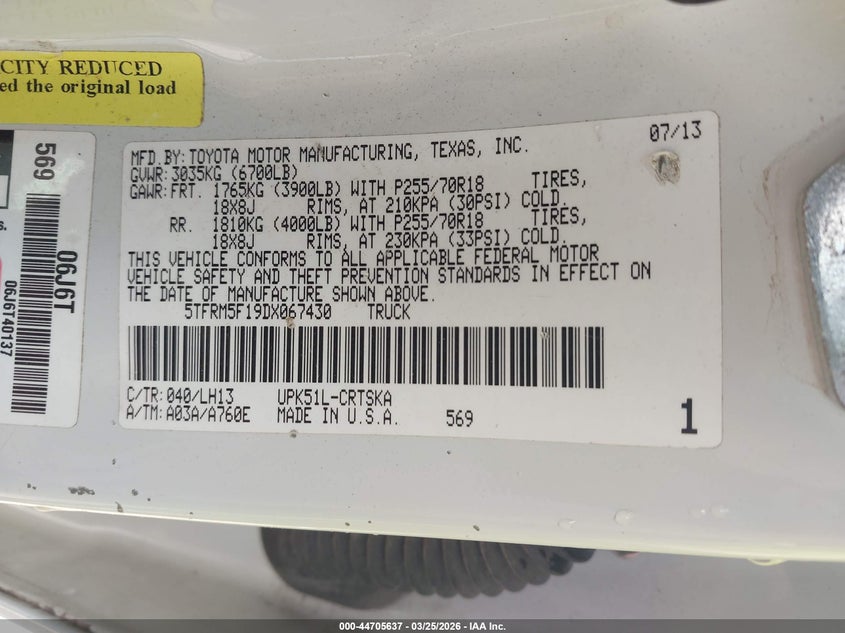 CITY REDUCED
ed the original load
569
06J6T
06J6T40137
s.
07/13
MFD.BY:TOYOTA MOTOR MANUFACTURING, TEXAS, INC.
GVWR:3035KG (6700LB)
GAWR:FRT. 1765KG (3900LB) WITH P255/70R18 TIRES,
18X8J RIMS, AT 210KPA (30PSI) COLD.
RR. 1810KG (4000LB) WITH P255/70R18 TIRES,
18X8J RIMS, AT 230KPA (33PSI) COLD.
THIS VEHICLE CONFORMS TO ALL APPLICABLE FEDERAL MOTOR
VEHICLE SAFETY AND THEFT PREVENTION STANDARDS IN EFFECT ON
THE DATE OF MANUFACTURE SHOWN ABOVE.
5TFRM5F19DX067430 TRUCK
C/TR:040/LH13 UPK51L-CRTSKA
A/TM:A03A/A760E MADE IN U.S.A. 569
1
000-44705637 - 03/25/2026 - IAA Inc.